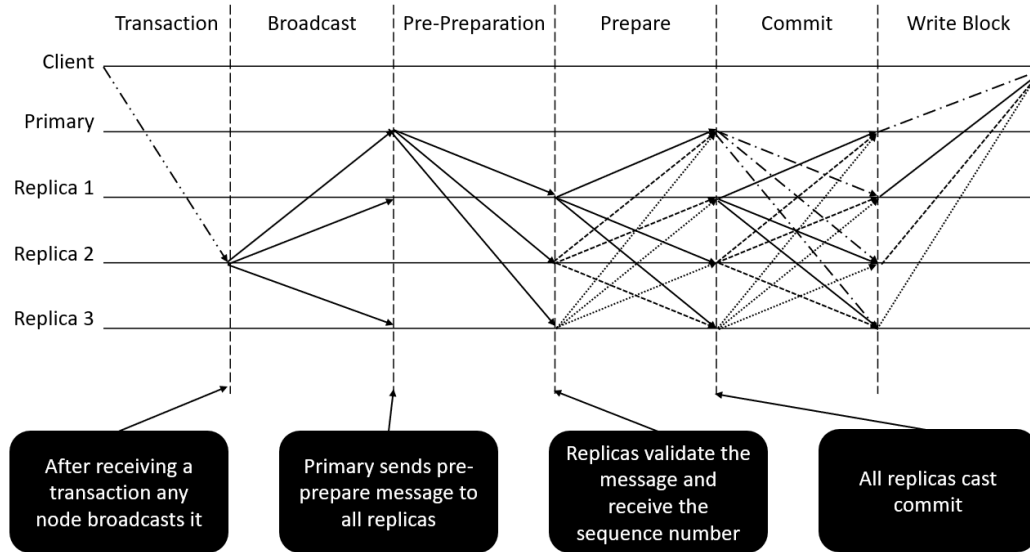 Transaction Broadcast Pre-Preparation Prepare Commit Write Block
Client
Primary
Replica 1
Replica 2
Replica 3
After receiving a
transaction any
node broadcasts it
Primary sends pre-
prepare message to
all replicas
Replicas validate the
message and
receive the
sequence number
All replicas cast
commit